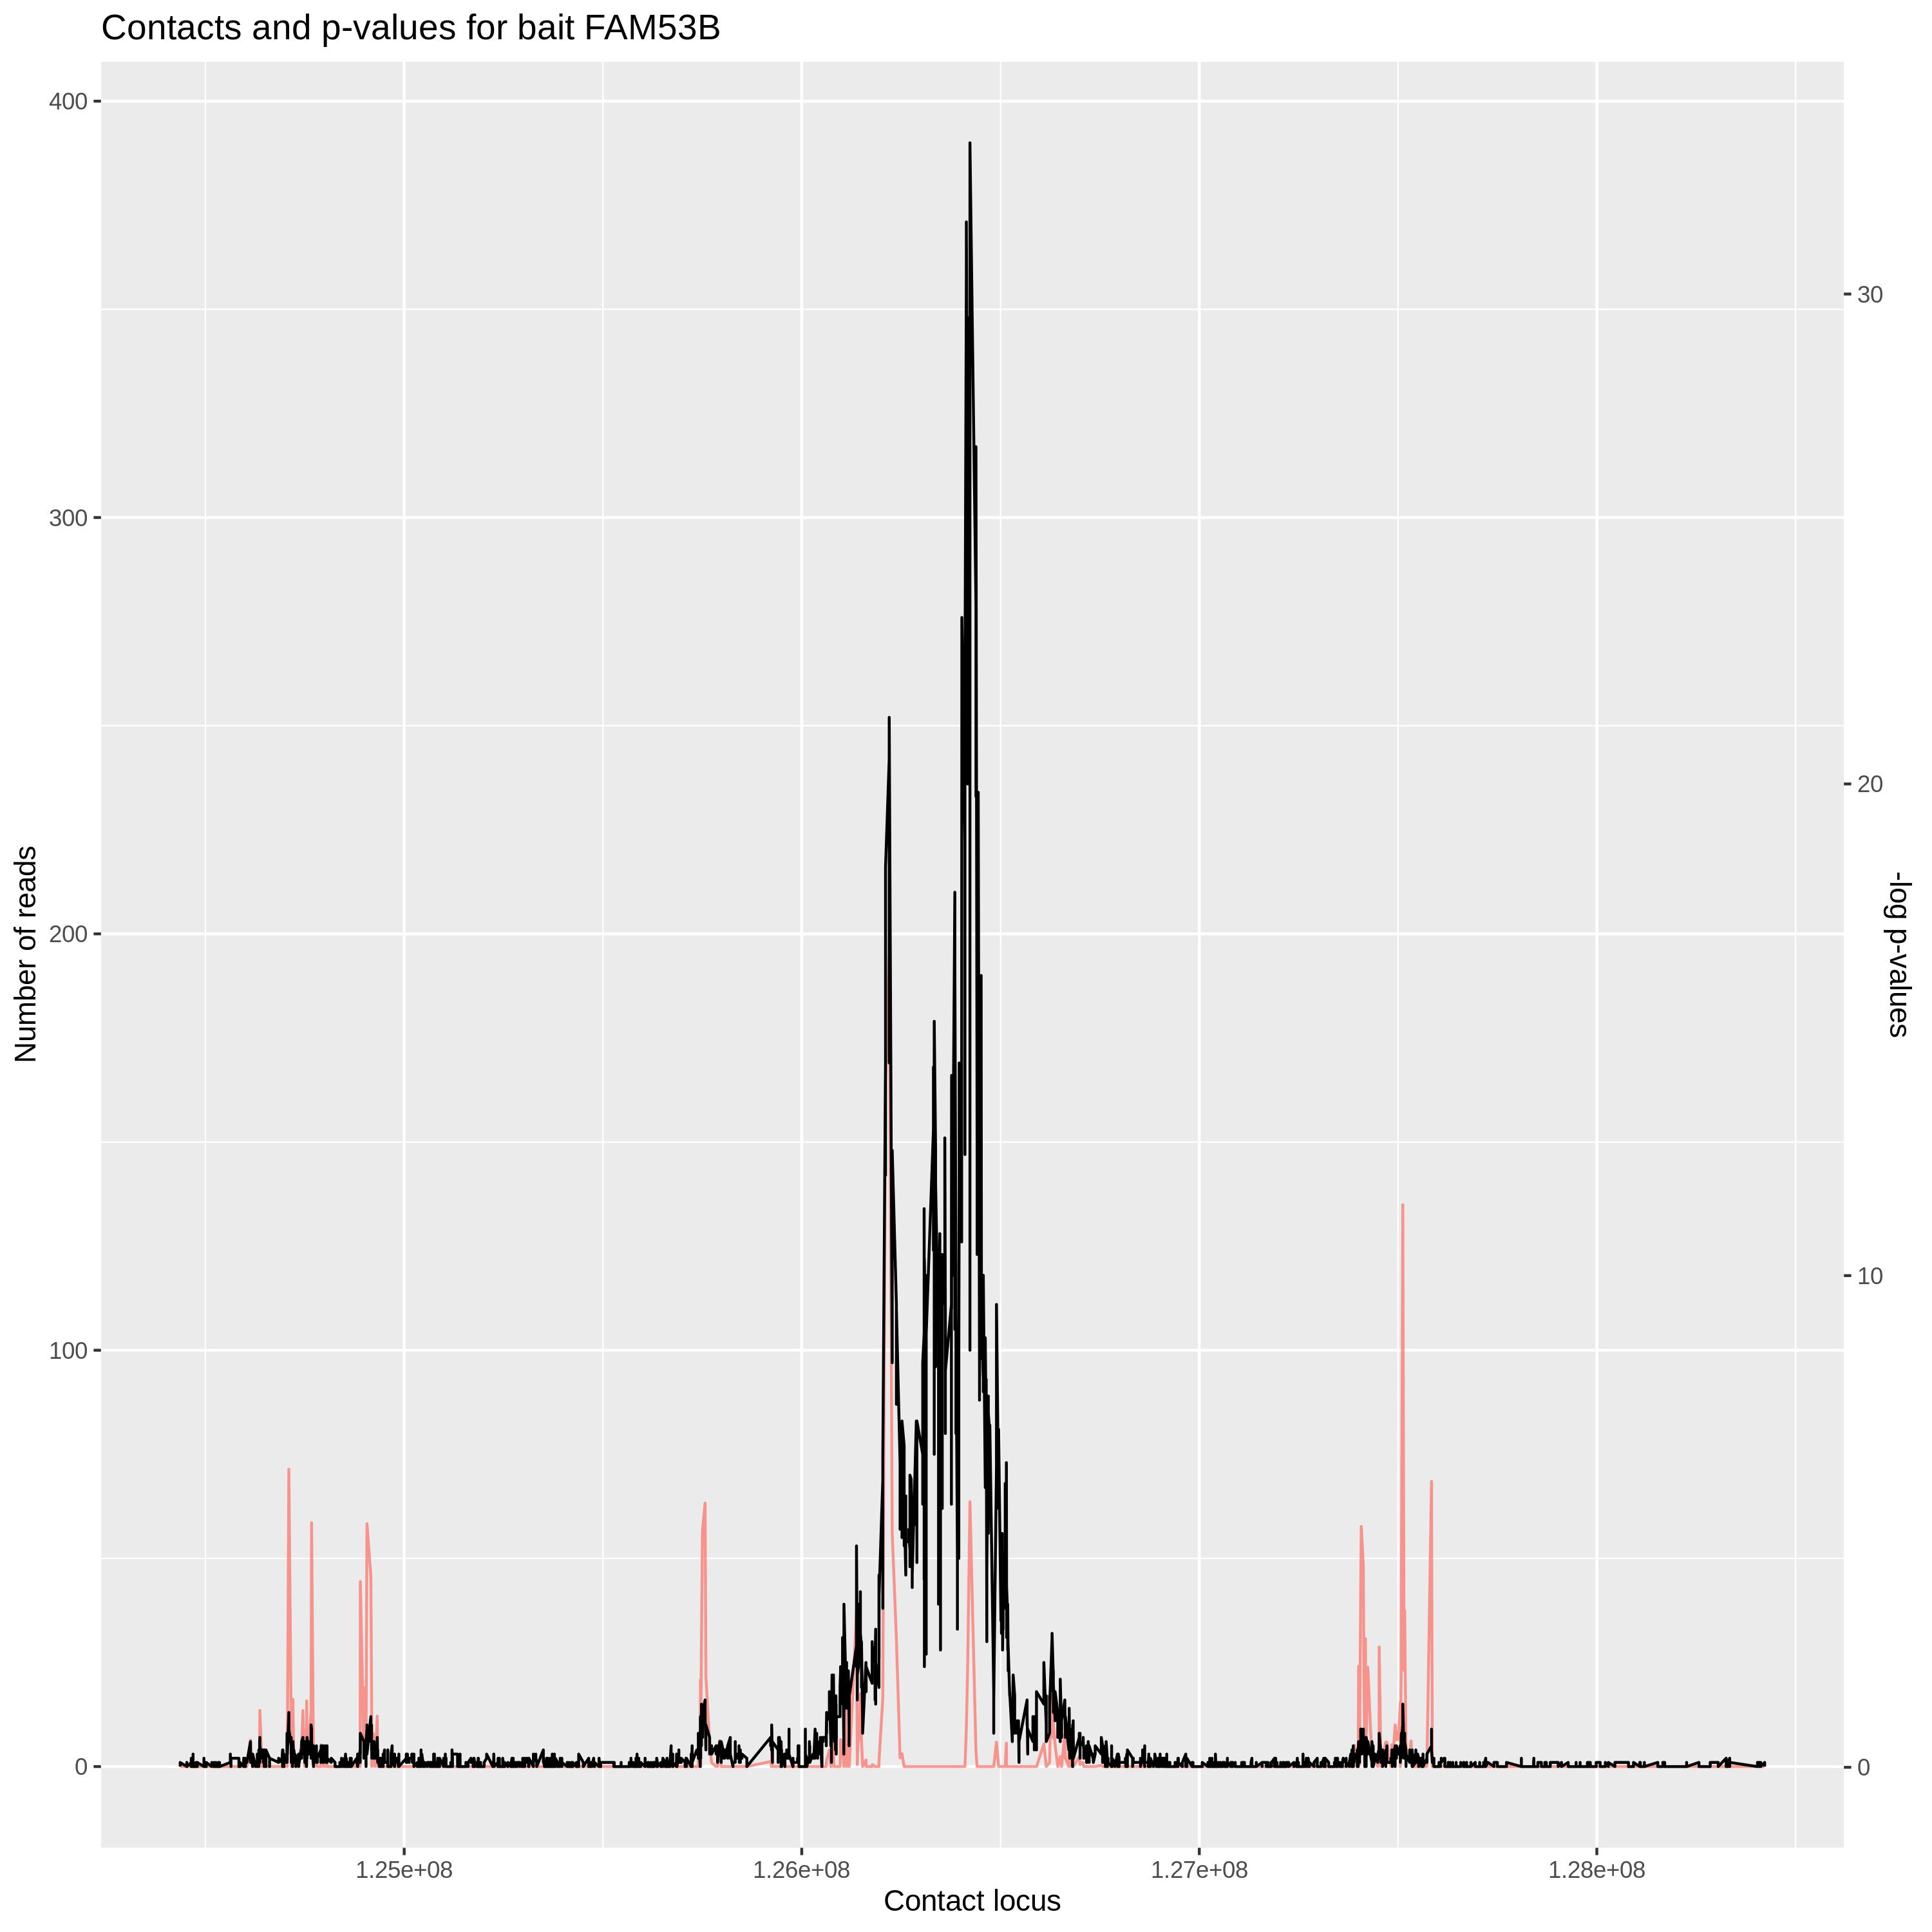 Contacts and p-values for bait FAM53B
400
300
200
100
0
Number of reads
30
20
10
0
-log p-values
1.25e+08
1.26e+08
1.27e+08
1.28e+08
Contact locus